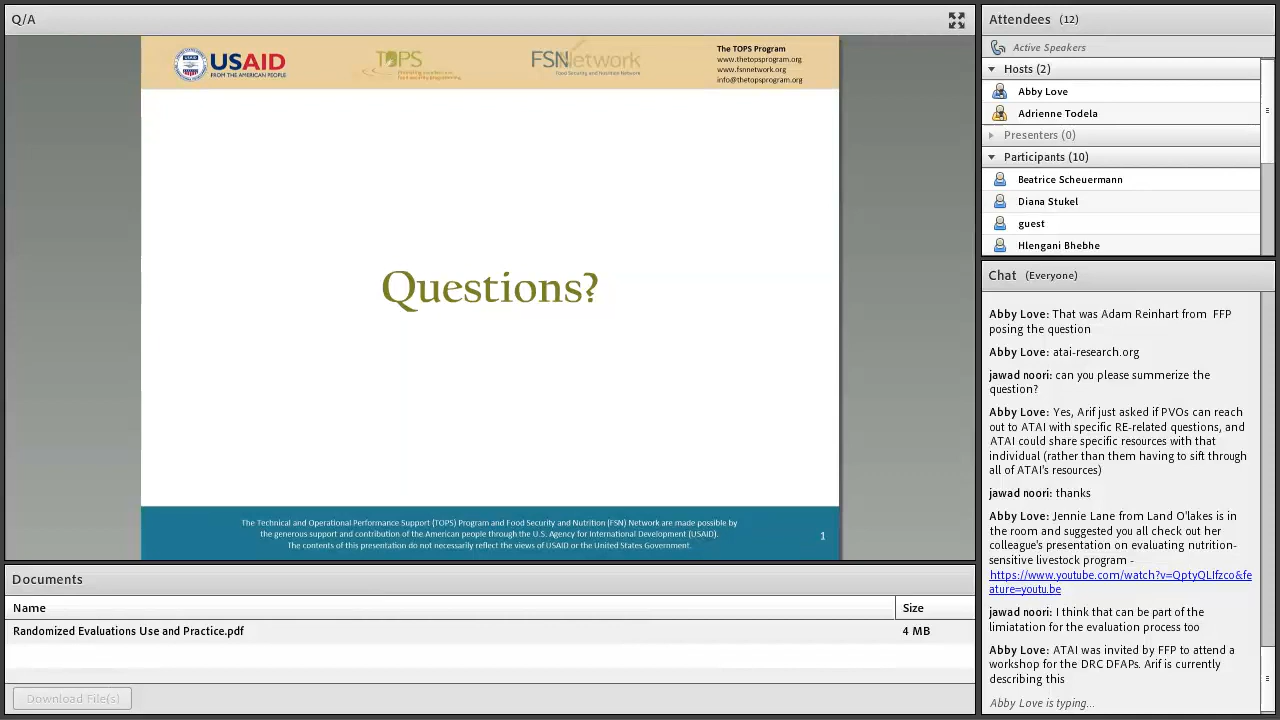 Q/A
USAID
FROM THE AMERICAN PEOPLE
TOPS
FSNetwork
Food Security and Nutrition Network
The TOPS Program
www.thetopsprogram.org
www.fsnnetwork.org
info@thetopsprogram.org
Questions?
The Technical and Operational Performance Support (TOPS) Program and Food Security and Nutrition (FSN) Network are made possible by
the generous support and contribution of the American people through the U.S. Agency for International Development (USAID).
The contents of this presentation do not necessarily reflect the views of USAID or the United States Government.
1
Documents
Name
Size
Randomized Evaluations Use and Practice.pdf
4 MB
Download File(s)
Attendees (12)
Active Speakers
Hosts (2)
Abby Love
Adrienne Todela
Presenters (0)
Participants (10)
Beatrice Scheuermann
Diana Stukel
guest
Hlengani Bhebhe
Chat (Everyone)
Abby Love: That was Adam Reinhart from FFP
posing the question
Abby Love: atai-research.org
jawad noori: can you please summerize the
question?
Abby Love: Yes, Arif just asked if PVOs can reach
out to ATAI with specific RE-related questions, and
ATAI could share specific resources with that
individual (rather than them having to sift through
all of ATAI's resources)
jawad noori: thanks
Abby Love: Jennie Lane from Land O'lakes is in
the room and suggested you all check out her
colleague's presentation on evaluating nutrition-
sensitive livestock program -
https://www.youtube.com/watch?v=QptyQLIfzco&fe
ature=youtu.be
jawad noori: I think that can be part of the
limiatation for the evaluation process too
Abby Love: ATAI was invited by FFP to attend a
workshop for the DRC DFAPs. Arif is currently
describing this
Abby Love is typing...